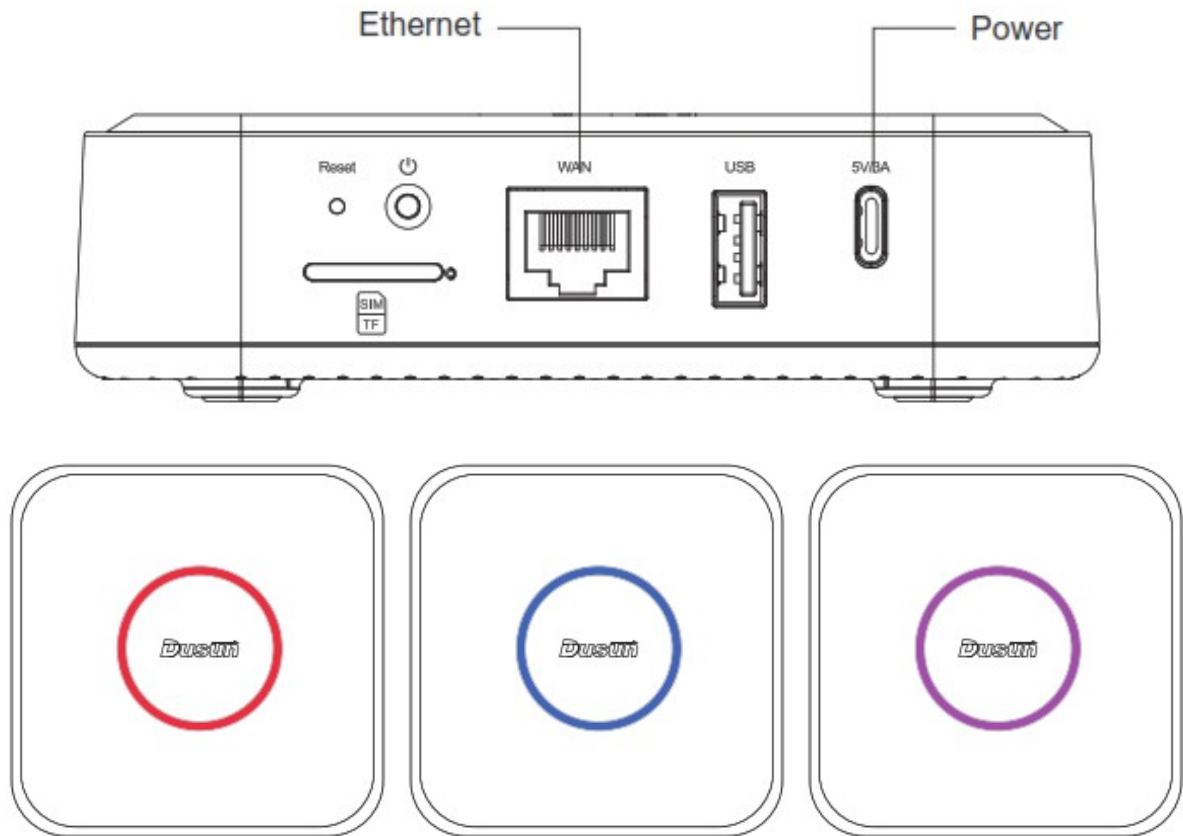 Ethernet
Power
Reset
WAN
USB
5V/3A
SIM
TF
Dusun
Dusun
Dusun